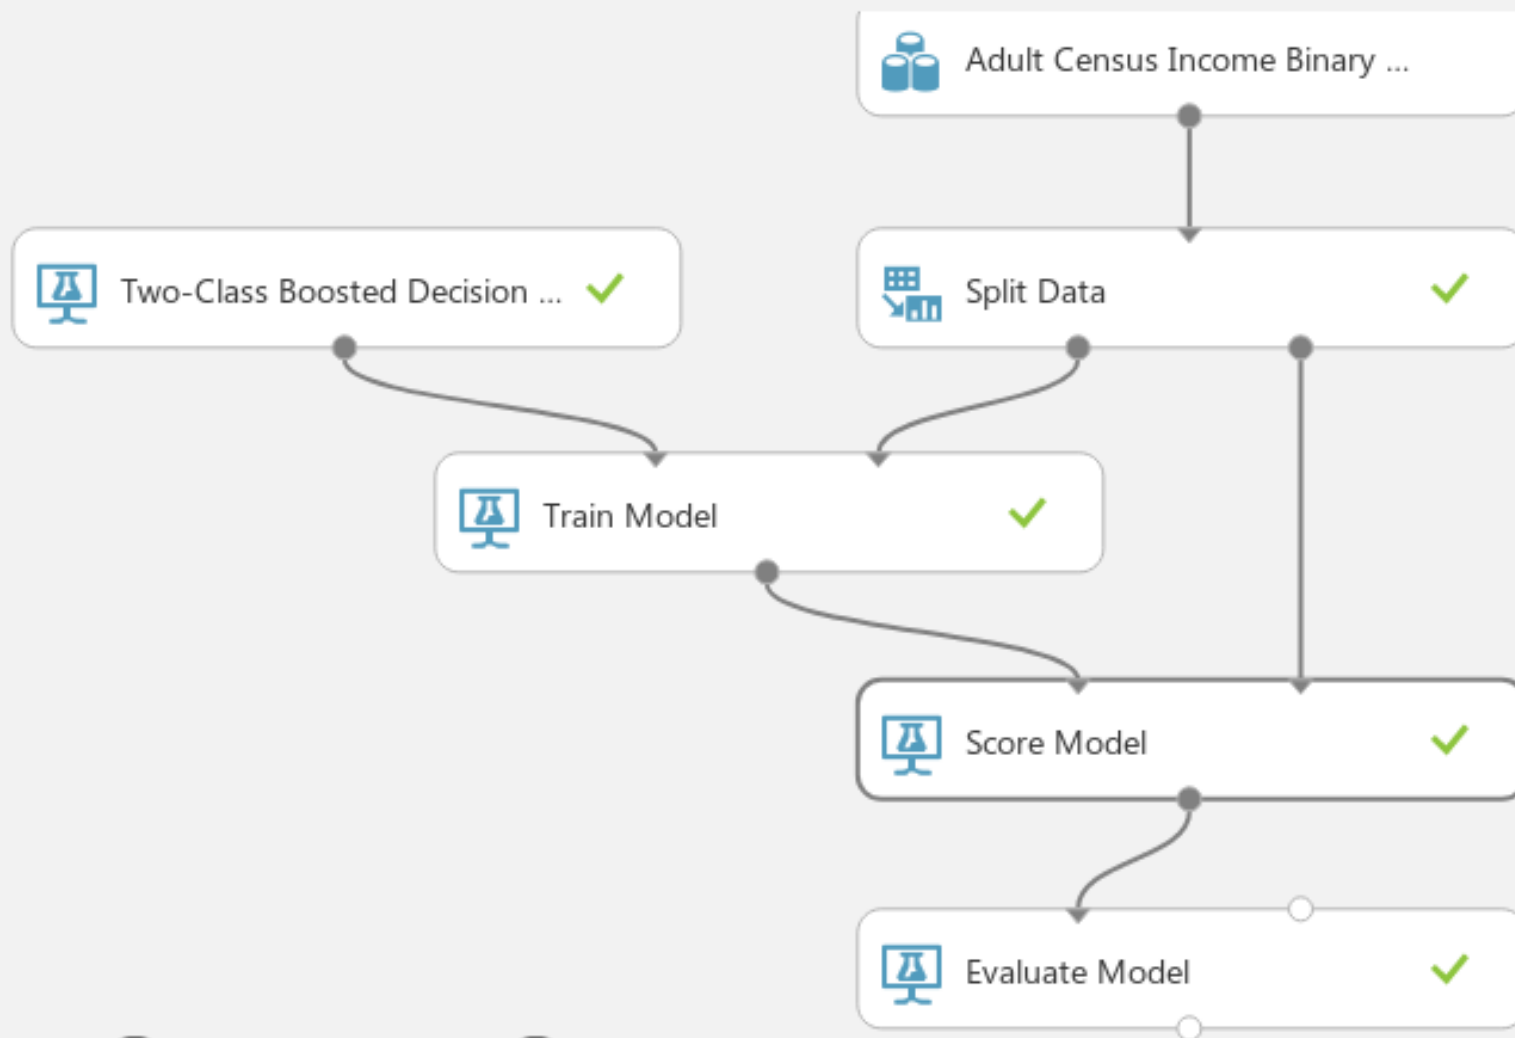 Adult Census Income Binary ...
Two-Class Boosted Decision ...
Split Data
Train Model
Score Model
Evaluate Model